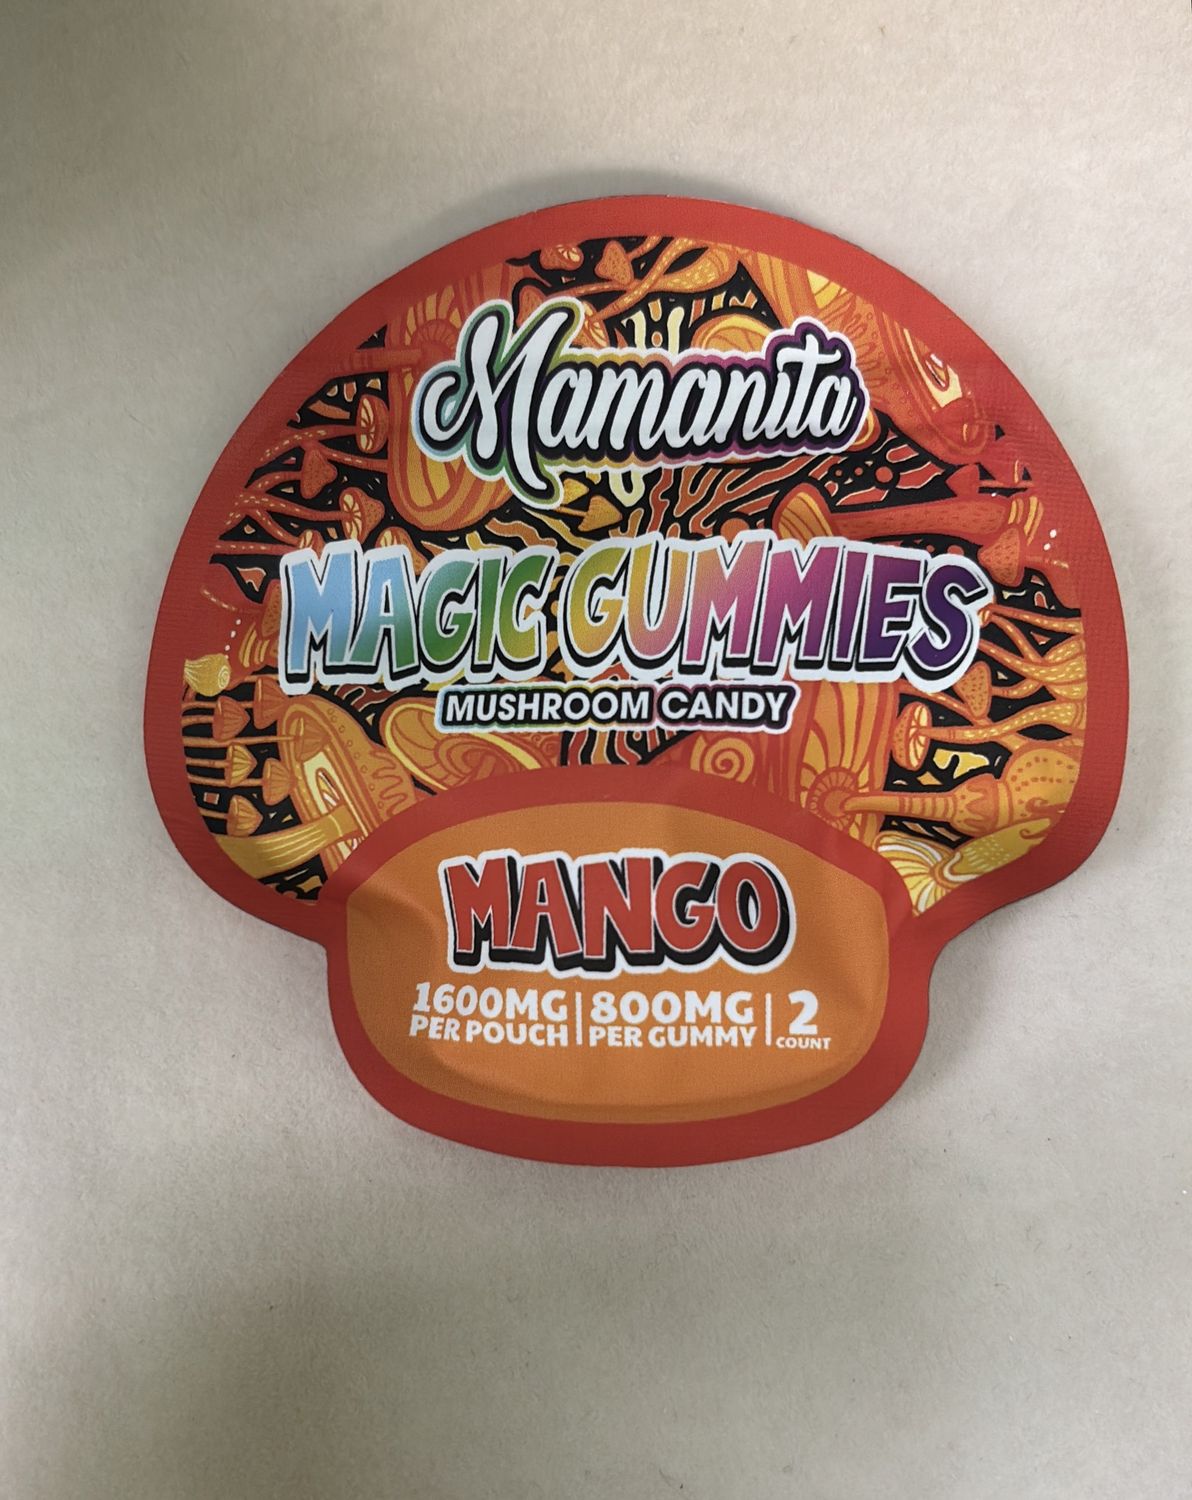 Mamanita
MAGIC GUMMIES
MUSHROOM CANDY
MANGO
1600MG | 800MG | 2
PER POUCH | PER GUMMY | COUNT